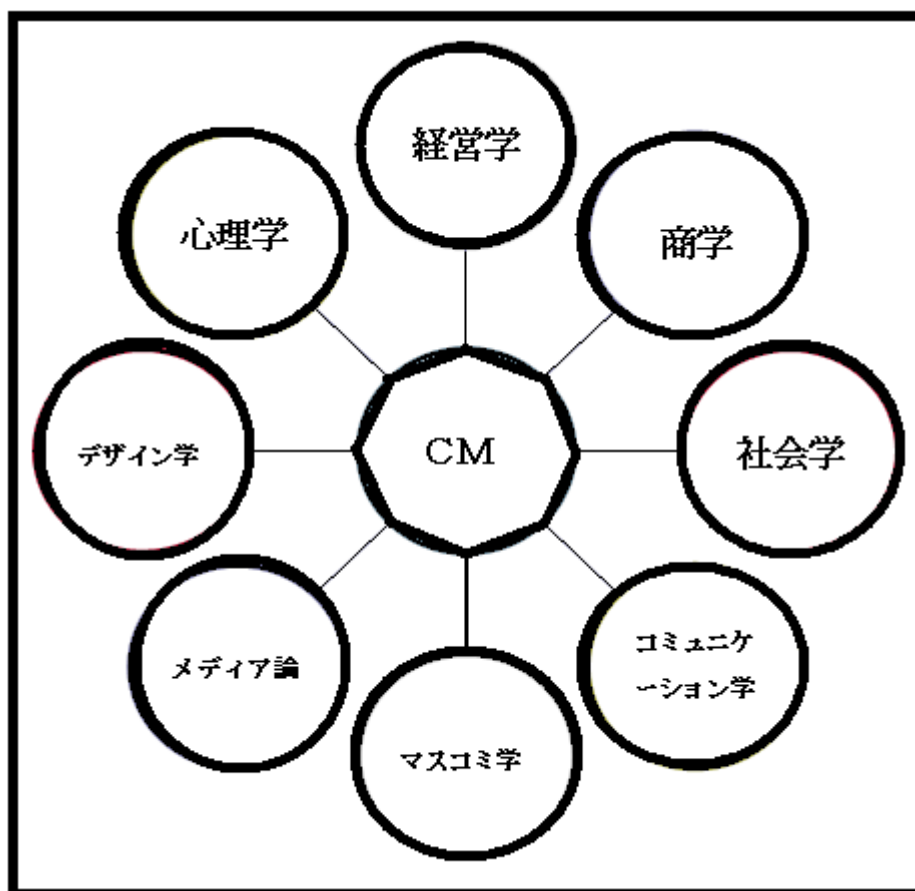 経営学
心理学
商学
デザイン学
CM
社会学
メディア論
コミュニケ
ーション学
マスコミ学